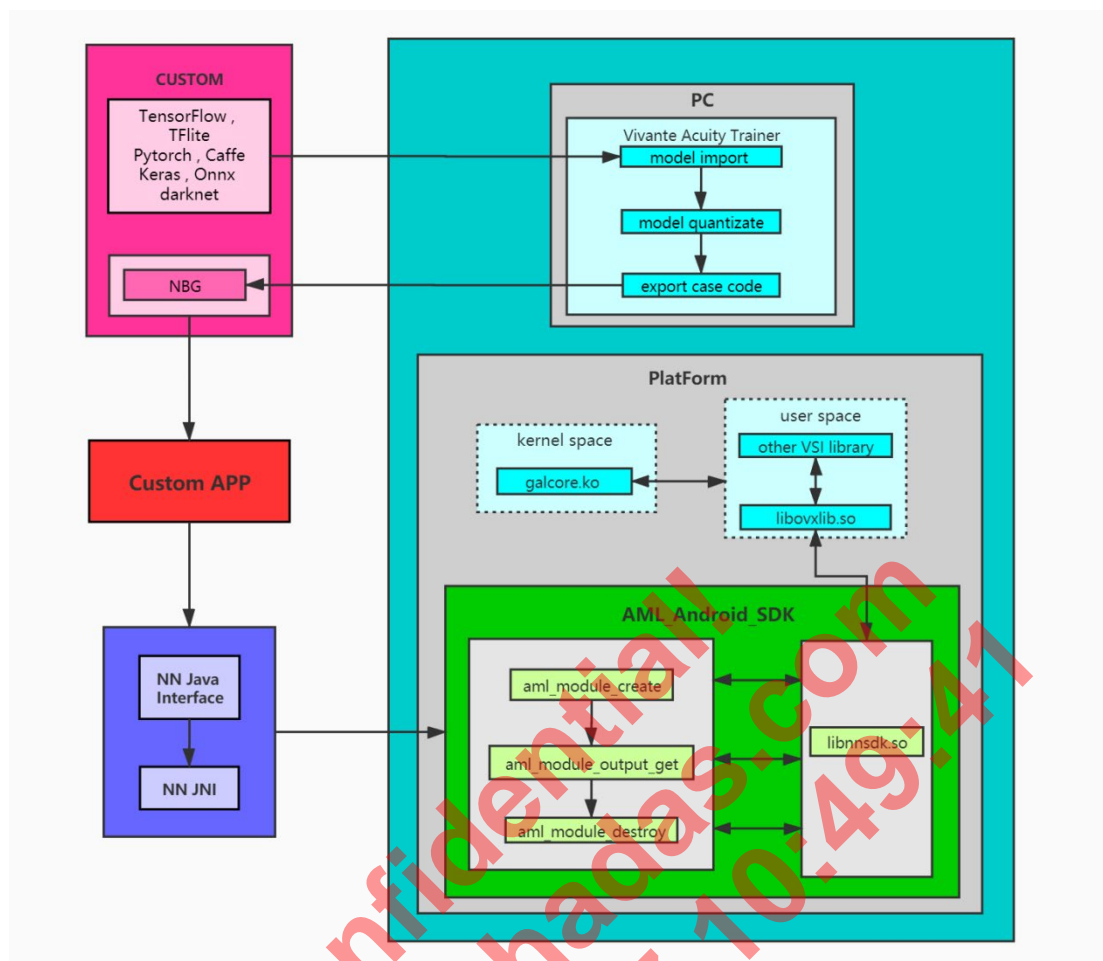 CUSTOM
TensorFlow ,
TFlite
Pytorch , Caffe
Keras , Onnx
darknet
NBG
Custom APP
NN Java
Interface
NN JNI
PC
Vivante Acuity Trainer
model import
model quantizate
export case code
PlatForm
kernel space
galcore.ko
user space
other VSI library
libovxlib.so
AML_Android_SDK
aml_module_create
aml_module_output_get
aml_module_destroy
libnnsdk.so
nfidential!
hadas.com
10:49:41